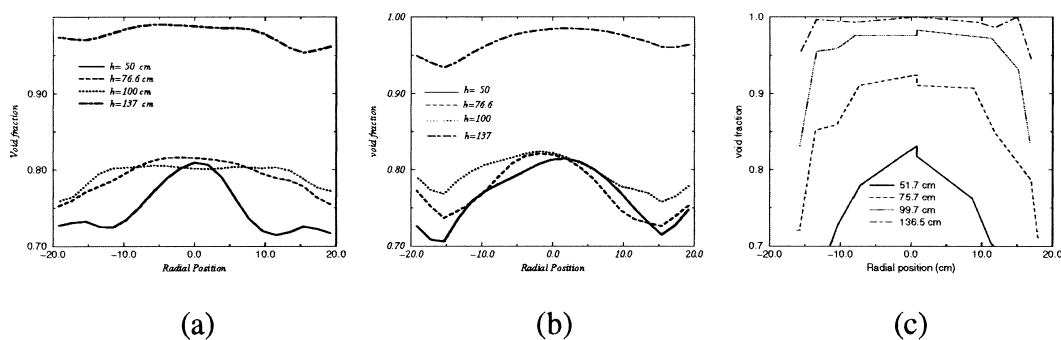 1.00
0.90
0.80
0.70
Void fraction
h= 50 cm
h=76.6 cm
h=100 cm
h=137 cm
-20.0 -10.0 0.0 10.0 20.0
Radial Position
(a)
1.00
0.90
0.80
0.70
void fraction
h= 50
h=76.6
h=100
h=137
-20.0 -10.0 0.0 10.0 20.0
Radial Position
(b)
1.0
0.9
0.8
0.7
void fraction
51.7 cm
75.7 cm
99.7 cm
136.5 cm
-20.0 -10.0 0.0 10.0 20.0
Radial position (cm)
(c)